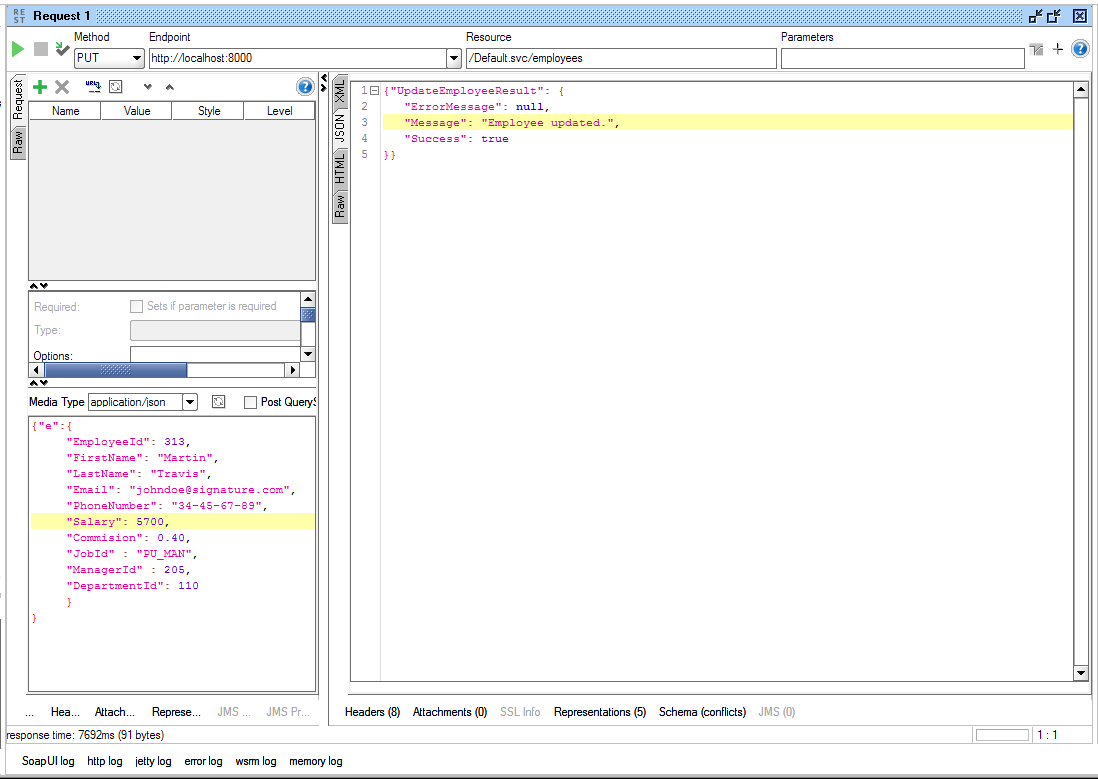 RE
ST
Request 1
Method
Endpoint
Resource
Parameters
PUT
http://localhost:8000
/Default.svc/employees
Request
Raw
URL
Name Value Style Level
Required:
Sets if parameter is required
Type:
Options:
Media Type
application/json
Post QueryS
{"e":{
"EmployeeId": 313,
"FirstName": "Martin",
"LastName": "Travis",
"Email": "johndoe@signature.com",
"PhoneNumber": "34-45-67-89",
"Salary": 5700,
"Commision": 0.40,
"JobId" : "PU_MAN",
"ManagerId" : 205,
"DepartmentId": 110
}
}
XML
JSON
HTML
Raw
1 {"UpdateEmployeeResult": {
2 "ErrorMessage": null,
3 "Message": "Employee updated.",
4 "Success": true
5 }}
... Hea... Attach... Represe... JMS ... JMS Pr...
Headers (8) Attachments (0) SSL Info Representations (5) Schema (conflicts) JMS (0)
response time: 7692ms (91 bytes)
1 : 1
SoapUI log http log jetty log error log wsrm log memory log